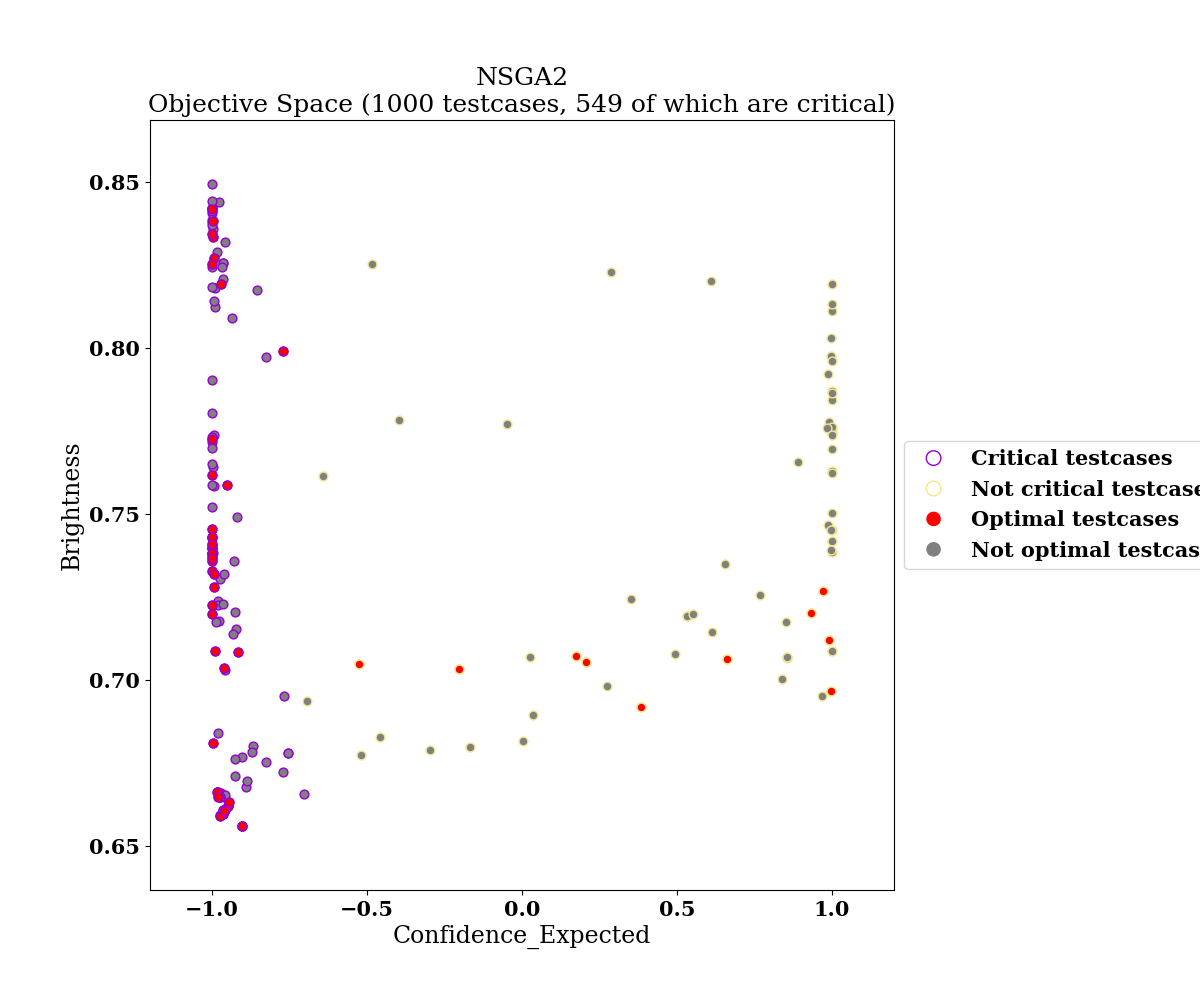 NSGA2
Objective Space (1000 testcases, 549 of which are critical)
0.85
0.80
0.75
0.70
0.65
Brightness
−1.0
−0.5
0.0
0.5
1.0
Confidence_Expected
Critical testcases
Not critical testcase
Optimal testcases
Not optimal testcas